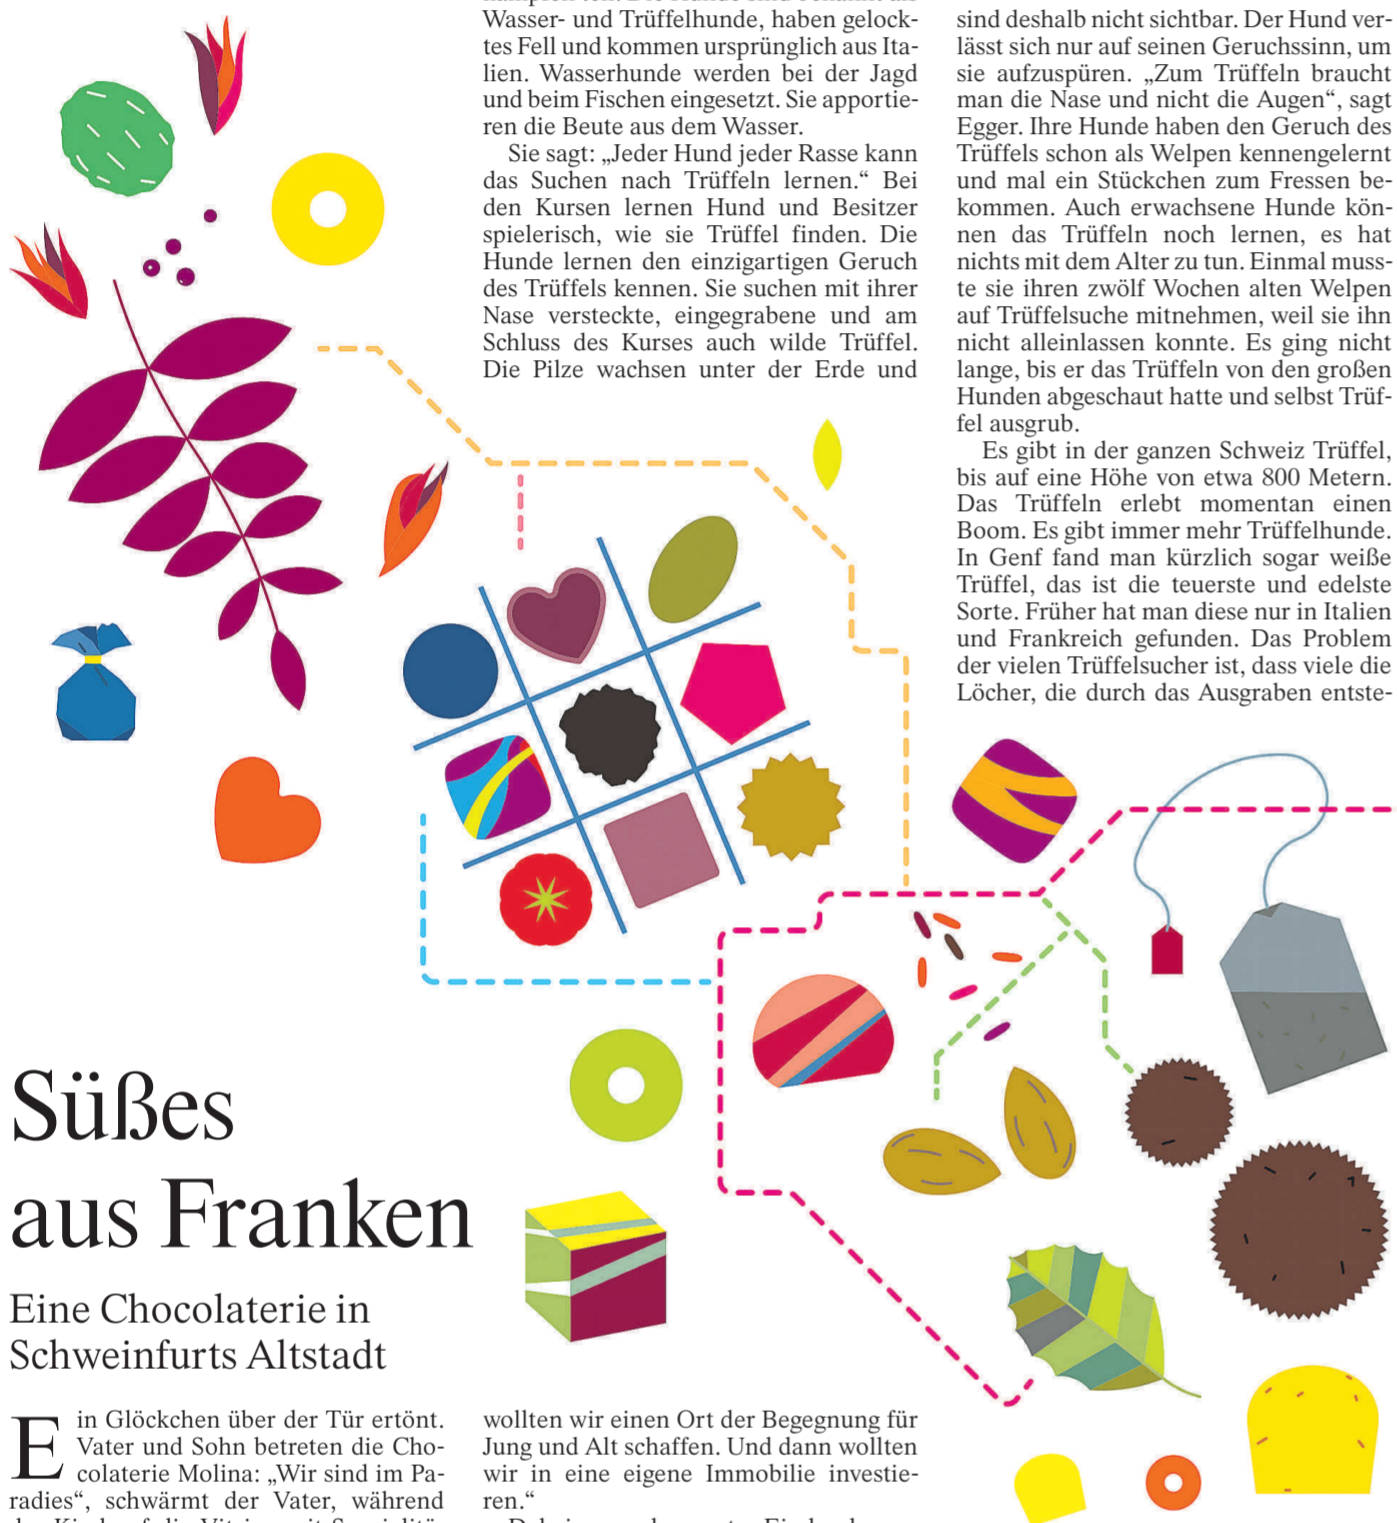 Wasser- und Trüffelhunde, haben gelock-
tes Fell und kommen ursprünglich aus Ita-
lien. Wasserhunde werden bei der Jagd
und beim Fischen eingesetzt. Sie apportie-
ren die Beute aus dem Wasser.
Sie sagt: „Jeder Hund jeder Rasse kann
das Suchen nach Trüffeln lernen.“ Bei
den Kursen lernen Hund und Besitzer
spielerisch, wie sie Trüffel finden. Die
Hunde lernen den einzigartigen Geruch
des Trüffels kennen. Sie suchen mit ihrer
Nase versteckte, eingegrabene und am
Schluss des Kurses auch wilde Trüffel.
Die Pilze wachsen unter der Erde und
sind deshalb nicht sichtbar. Der Hund ver-
lässt sich nur auf seinen Geruchssinn, um
sie aufzuspüren. „Zum Trüffeln braucht
man die Nase und nicht die Augen“, sagt
Egger. Ihre Hunde haben den Geruch des
Trüffels schon als Welpen kennengelernt
und mal ein Stückchen zum Fressen be-
kommen. Auch erwachsene Hunde kön-
nen das Trüffeln noch lernen, es hat
nichts mit dem Alter zu tun. Einmal muss-
te sie ihren zwölf Wochen alten Welpen
auf Trüffelsuche mitnehmen, weil sie ihn
nicht alleinlassen konnte. Es ging nicht
lange, bis er das Trüffeln von den großen
Hunden abgeschaut hatte und selbst Trüf-
fel ausgrub.
Es gibt in der ganzen Schweiz Trüffel,
bis auf eine Höhe von etwa 800 Metern.
Das Trüffeln erlebt momentan einen
Boom. Es gibt immer mehr Trüffelhunde.
In Genf fand man kürzlich sogar weiße
Trüffel, das ist die teuerste und edelste
Sorte. Früher hat man diese nur in Italien
und Frankreich gefunden. Das Problem
der vielen Trüffelsucher ist, dass viele die
Löcher, die durch das Ausgraben entste-
Süßes
aus Franken
Eine Chocolaterie in
Schweinfurts Altstadt
Ein Glöckchen über der Tür ertönt.
Vater und Sohn betreten die Cho-
colaterie Molina: „Wir sind im Pa-
radies“, schwärmt der Vater, während
wollten wir einen Ort der Begegnung für
Jung und Alt schaffen. Und dann wollten
wir in eine eigene Immobilie investie-
ren.“